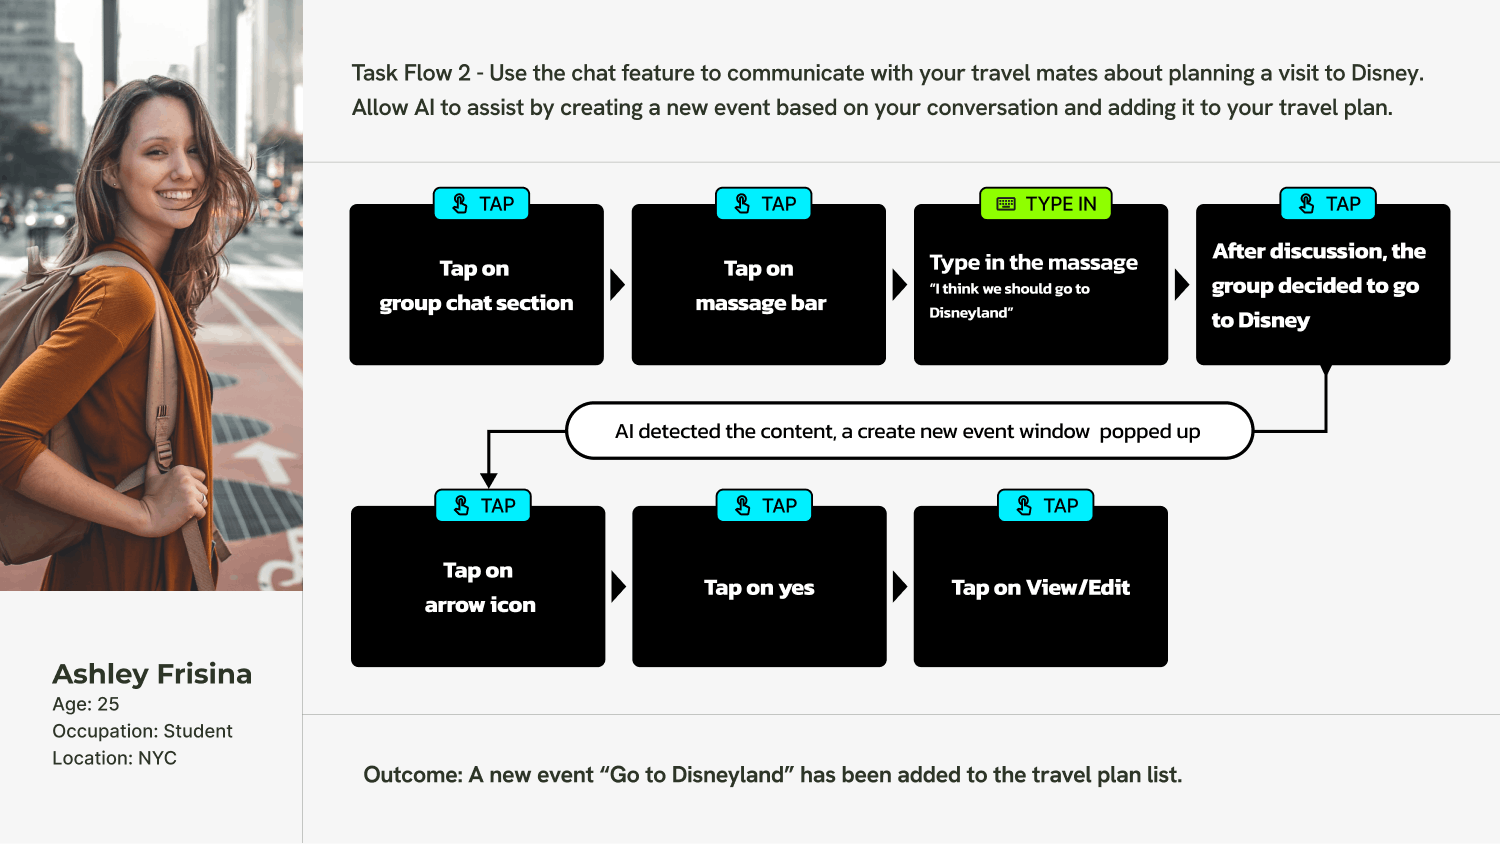 Task Flow 2 - Use the chat feature to communicate with your travel mates about planning a visit to Disney.
Allow AI to assist by creating a new event based on your conversation and adding it to your travel plan.
TAP
Tap on
group chat section
TAP
Tap on
massage bar
TYPE IN
Type in the massage
“I think we should go to
Disneyland”
TAP
After discussion, the
group decided to go
to Disney
AI detected the content, a create new event window popped up
TAP
Tap on
arrow icon
TAP
Tap on yes
TAP
Tap on View/Edit
Ashley Frisina
Age: 25
Occupation: Student
Location: NYC
Outcome: A new event “Go to Disneyland” has been added to the travel plan list.